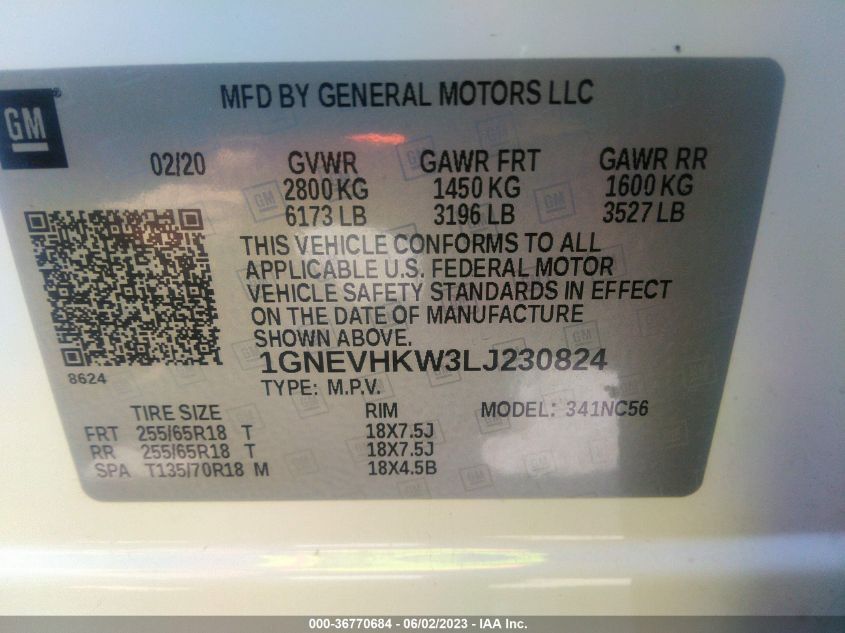 MFD BY GENERAL MOTORS LLC
GM ®
02/20 GVWR GAWR FRT GAWR RR
2800 KG 1450 KG 1600 KG
6173 LB 3196 LB 3527 LB
THIS VEHICLE CONFORMS TO ALL
APPLICABLE U.S. FEDERAL MOTOR
VEHICLE SAFETY STANDARDS IN EFFECT
ON THE DATE OF MANUFACTURE
SHOWN ABOVE.
1GNEVHKW3LJ230824
8624
TYPE: M.P.V.
TIRE SIZE RIM MODEL: 341NC56
FRT 255/65R18 T 18X7.5J
RR 255/65R18 T 18X7.5J
SPA T135/70R18 M 18X4.5B
000-36770684 - 06/02/2023 - IAA Inc.